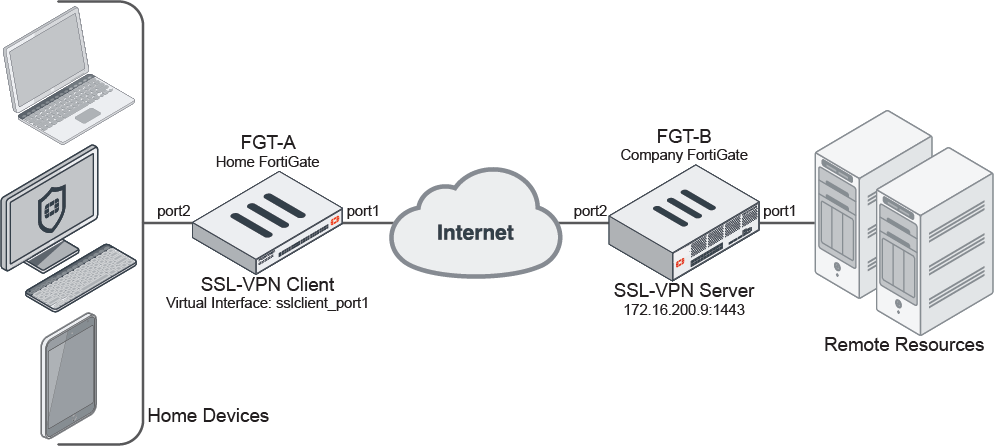 FGT-A
Home FortiGate
port2
port1
SSL-VPN Client
Virtual Interface: sslclient_port1
Home Devices
Internet
FGT-B
Company FortiGate
port2
port1
SSL-VPN Server
172.16.200.9:1443
Remote Resources